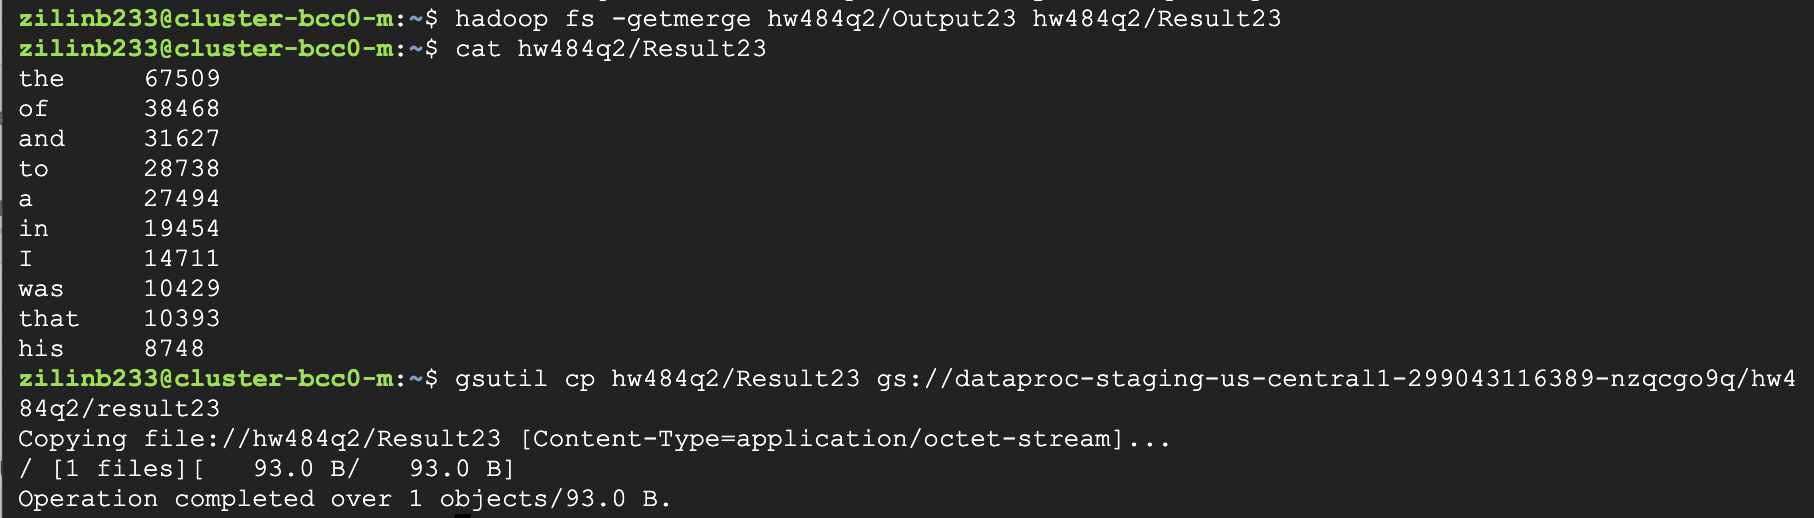 zilinb233@cluster-bcc0-m:~$ hadoop fs -getmerge hw484q2/Output23 hw484q2/Result23
zilinb233@cluster-bcc0-m:~$ cat hw484q2/Result23
the     67509
of      38468
and     31627
to      28738
a       27494
in      19454
I       14711
was     10429
that    10393
his     8748
zilinb233@cluster-bcc0-m:~$ gsutil cp hw484q2/Result23 gs://dataproc-staging-us-central1-299043116389-nzqcgo9q/hw4
84q2/result23
Copying file://hw484q2/Result23 [Content-Type=application/octet-stream]...
/ [1 files][   93.0 B/   93.0 B]
Operation completed over 1 objects/93.0 B.